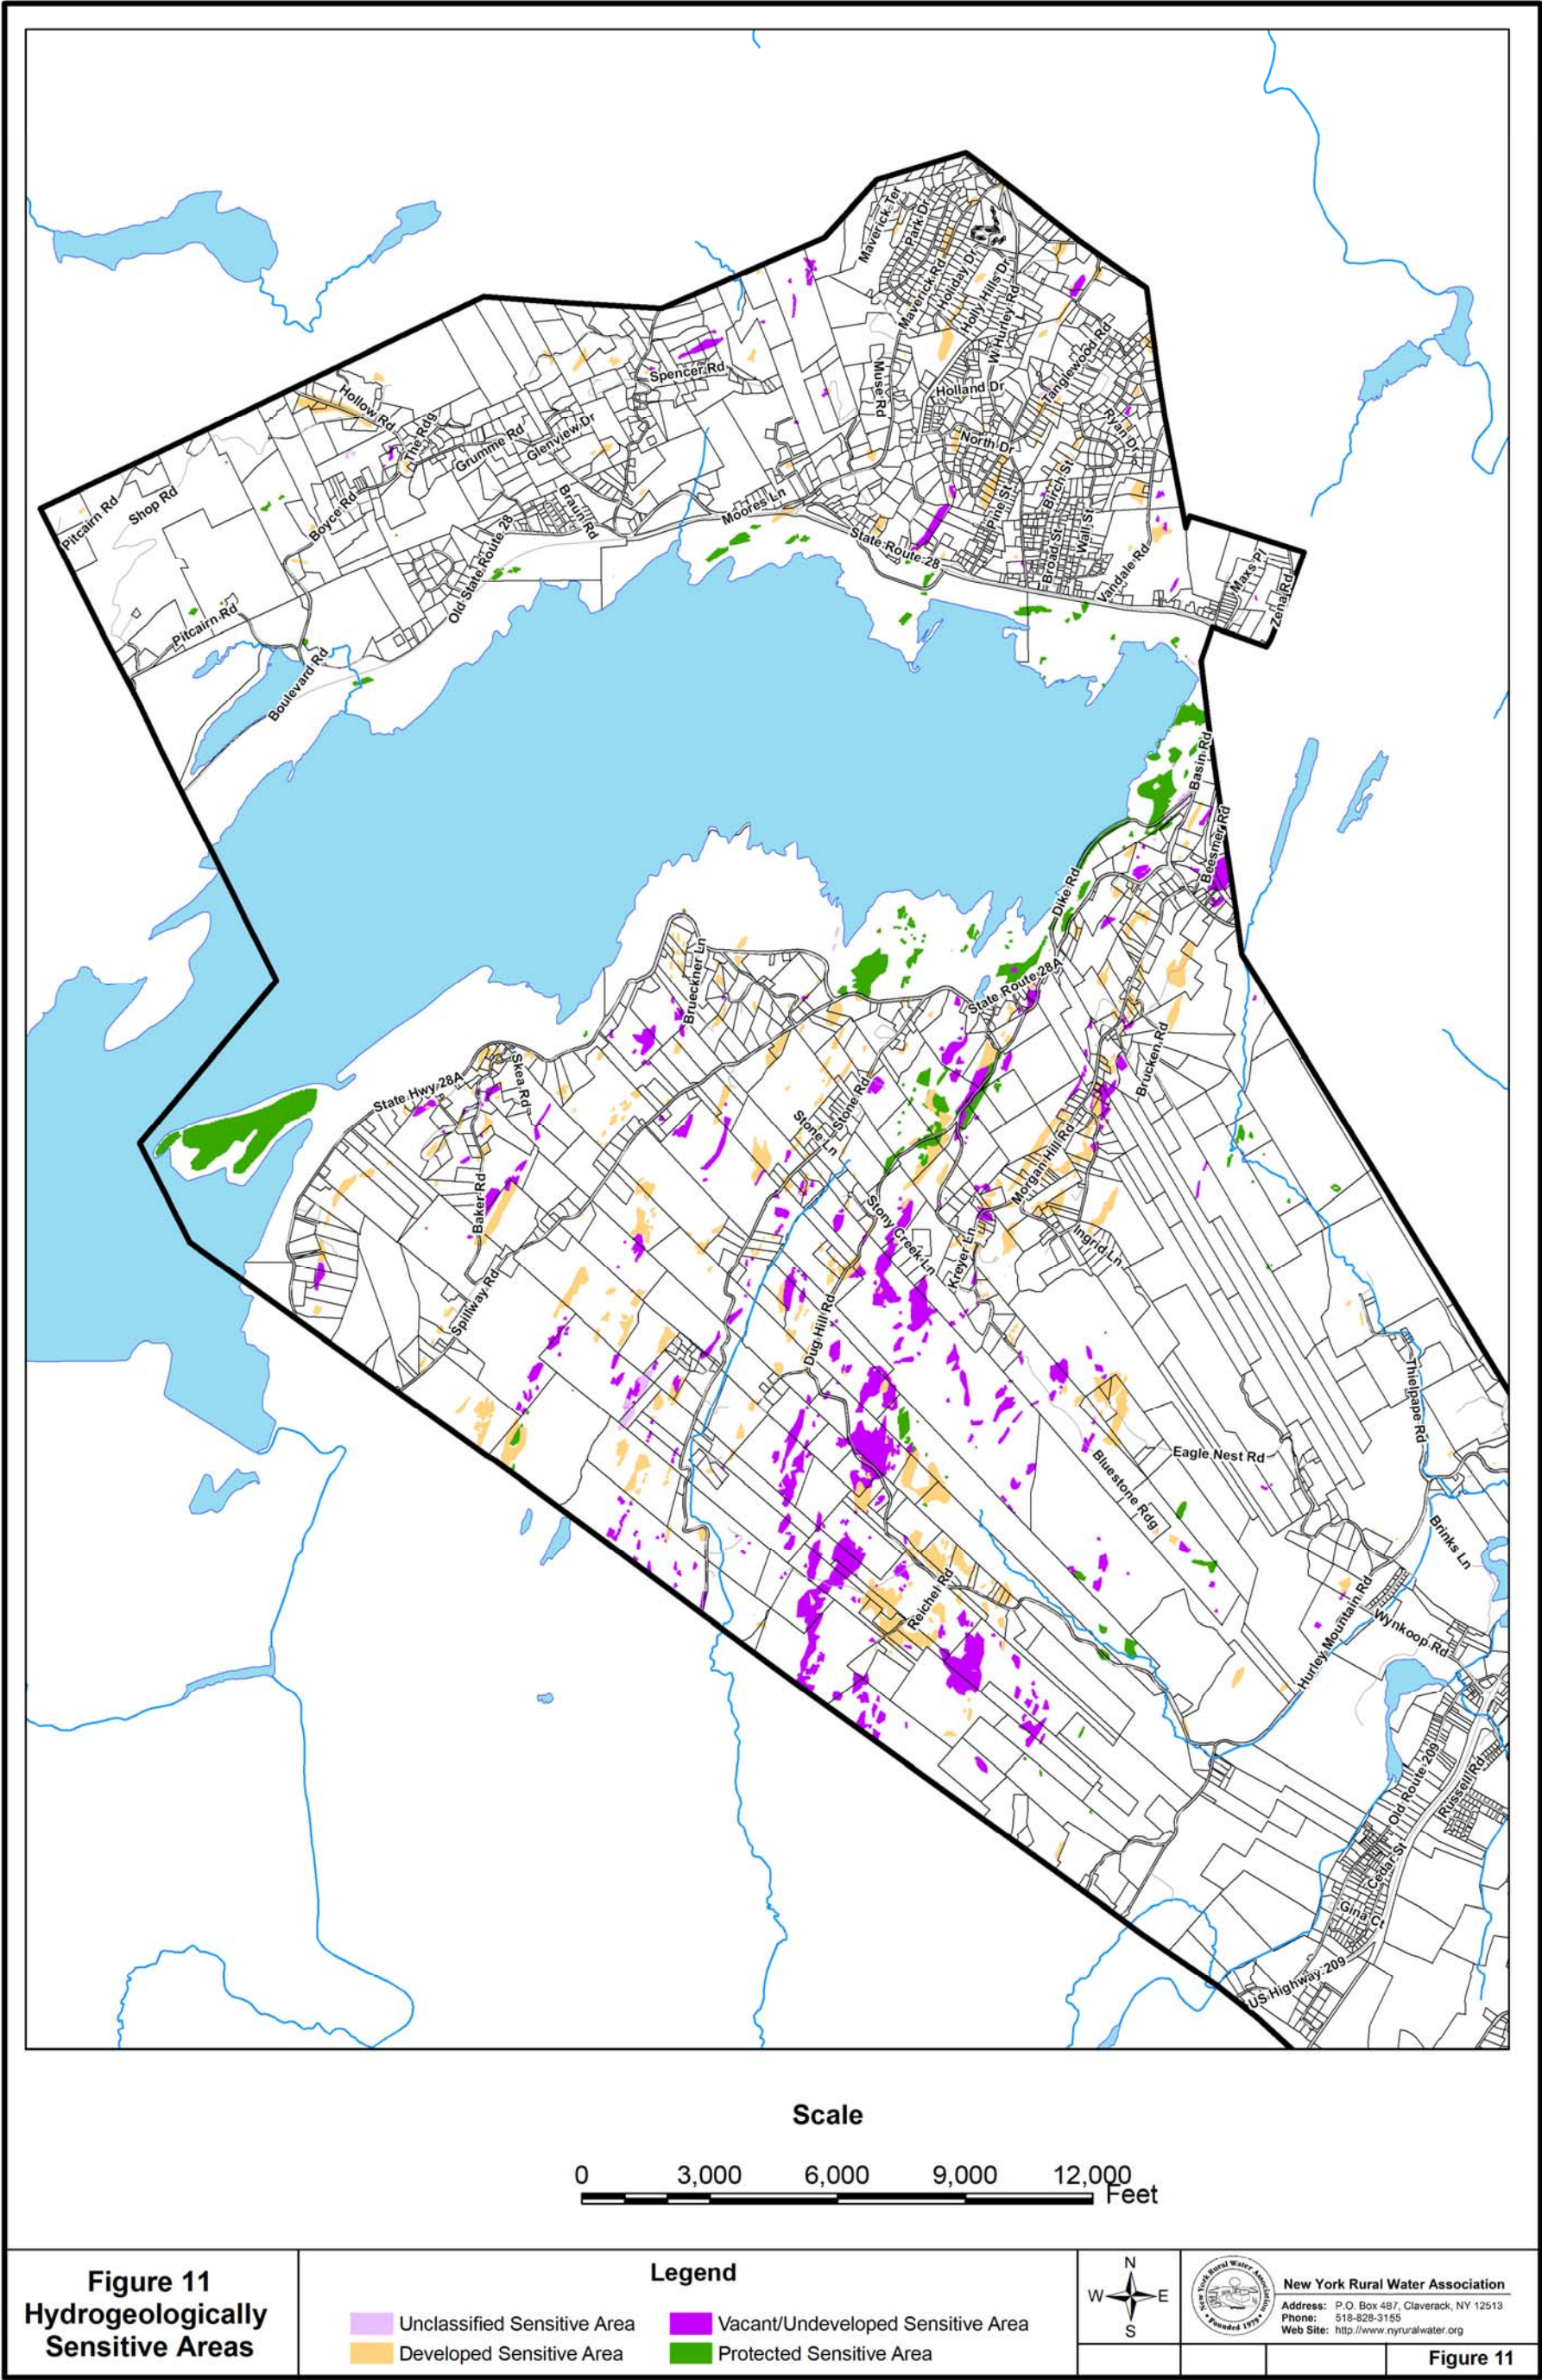 Maverick Ter
Park Dr
Maverick Rd
Holiday Dr
Holly Hills Dr
W Hurley Rd
Tanglewood Rd
Muse Rd
Spencer Rd
Holland Dr
Hollow Rd
The Rdg
Grumme Rd
Glenview Dr
Ryan Dr
North Dr
Pitcairn Rd
Shop Rd
Boyce Rd
Braun Rd
Moores Ln
Pine St
Birch St
Old State Route 28
State Route 28
Broad St
Wall St
Vandale Rd
Maxs Pl
Zena Rd
Pitcairn Rd
Boulevard Rd
Basin Rd
Beesmer Rd
Dike Rd
Brueckner Ln
State Route 28A
State Hwy 28A
Skea Rd
Brucken Rd
Stone Rd
Stone Ln
Morgan Hill Rd
Baker Rd
Stony Creek Ln
Kreyer Ln
Ingrid Ln
Spillway Rd
Dug Hill Rd
Thielpape Rd
Eagle Nest Rd
Bluestone Rdg
Brinks Ln
Reichel Rd
Hurley Mountain Rd
Wynkoop Rd
Old Route 209
Russell Rd
Cedar St
Gina Ct
US Highway 209
Scale
0 3,000 6,000 9,000 12,000
Feet
Figure 11
Hydrogeologically
Sensitive Areas
Legend
Unclassified Sensitive Area
Vacant/Undeveloped Sensitive Area
Developed Sensitive Area
Protected Sensitive Area
N
W E
S
New York Rural Water Association
Founded 1979
New York Rural Water Association
Address: P.O. Box 487, Claverack, NY 12513
Phone: 518-828-3155
Web Site: http://www.nyruralwater.org
Figure 11